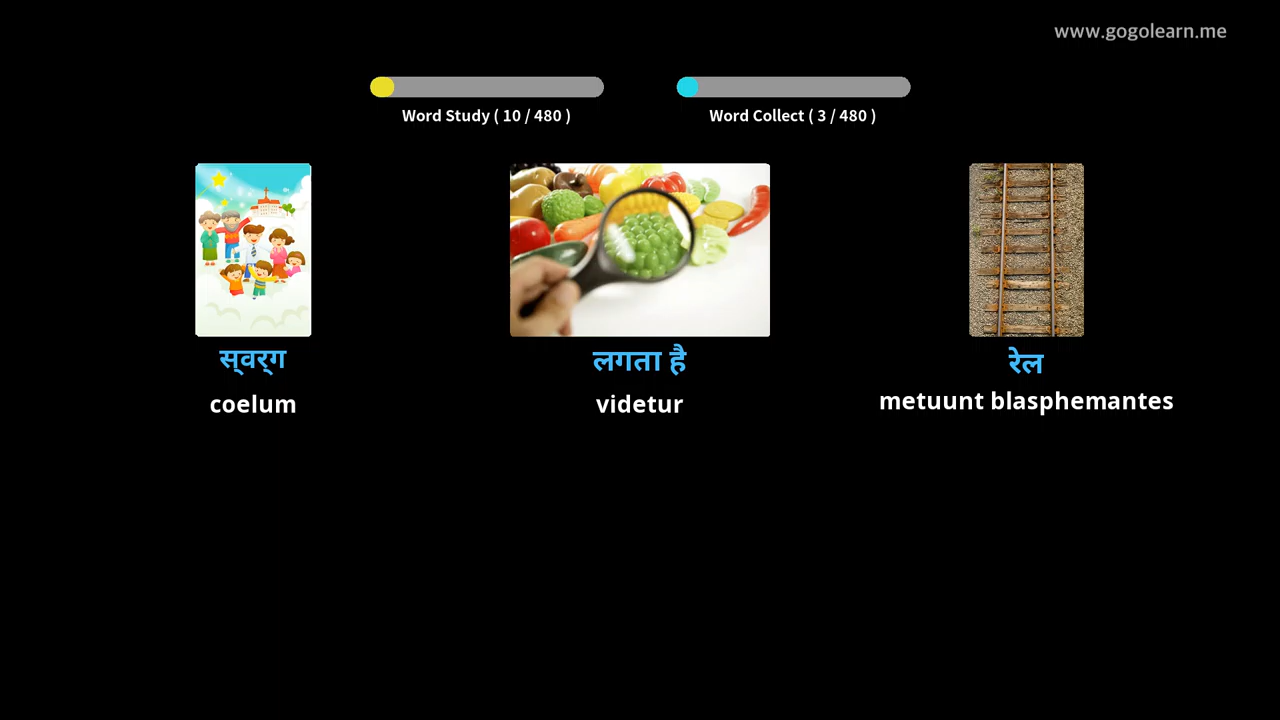 www.gogolearn.me
Word Study ( 10 / 480 )
Word Collect ( 3 / 480 )
स्वर्ग
लगता है
रेल
coelum
videtur
metuunt blasphemantes